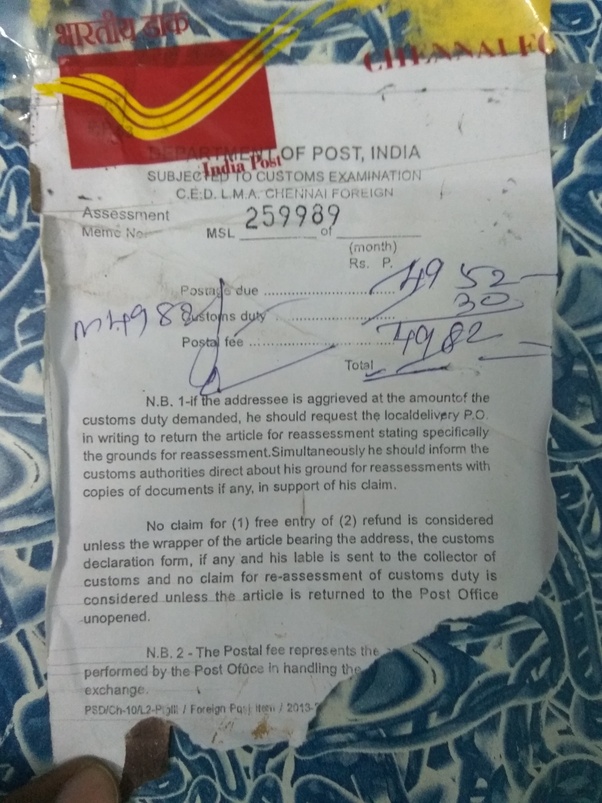 भारतीय डाक
CHENNAI FO
India Post
DEPARTMENT OF POST, INDIA
SUBJECTED TO CUSTOMS EXAMINATION
C.E.D. L.M.A. CHENNAI FOREIGN
Assessment
Memo No. MSL 259989 of
(month)
Rs. P.
Postage due .................... 4952
Customs duty .................... 30
Postal fee .................... 4982
4982
Total
N.B. 1-if the addressee is aggrieved at the amountof the
customs duty demanded, he should request the localdelivery P.O.
in writing to return the article for reassessment stating specifically
the grounds for reassessment.Simultaneously he should inform the
customs authorities direct about his ground for reassessments with
copies of documents if any, in support of his claim.
No claim for (1) free entry of (2) refund is considered
unless the wrapper of the article bearing the address, the customs
declaration form, if any and his lable is sent to the collector of
customs and no claim for re-assessment of customs duty is
considered unless the article is returned to the Post Office
unopened.
N.B. 2 - The Postal fee represents the
performed by the Post Ofüce in handling the
exchange.
/ Foreign Post Item / 2013-